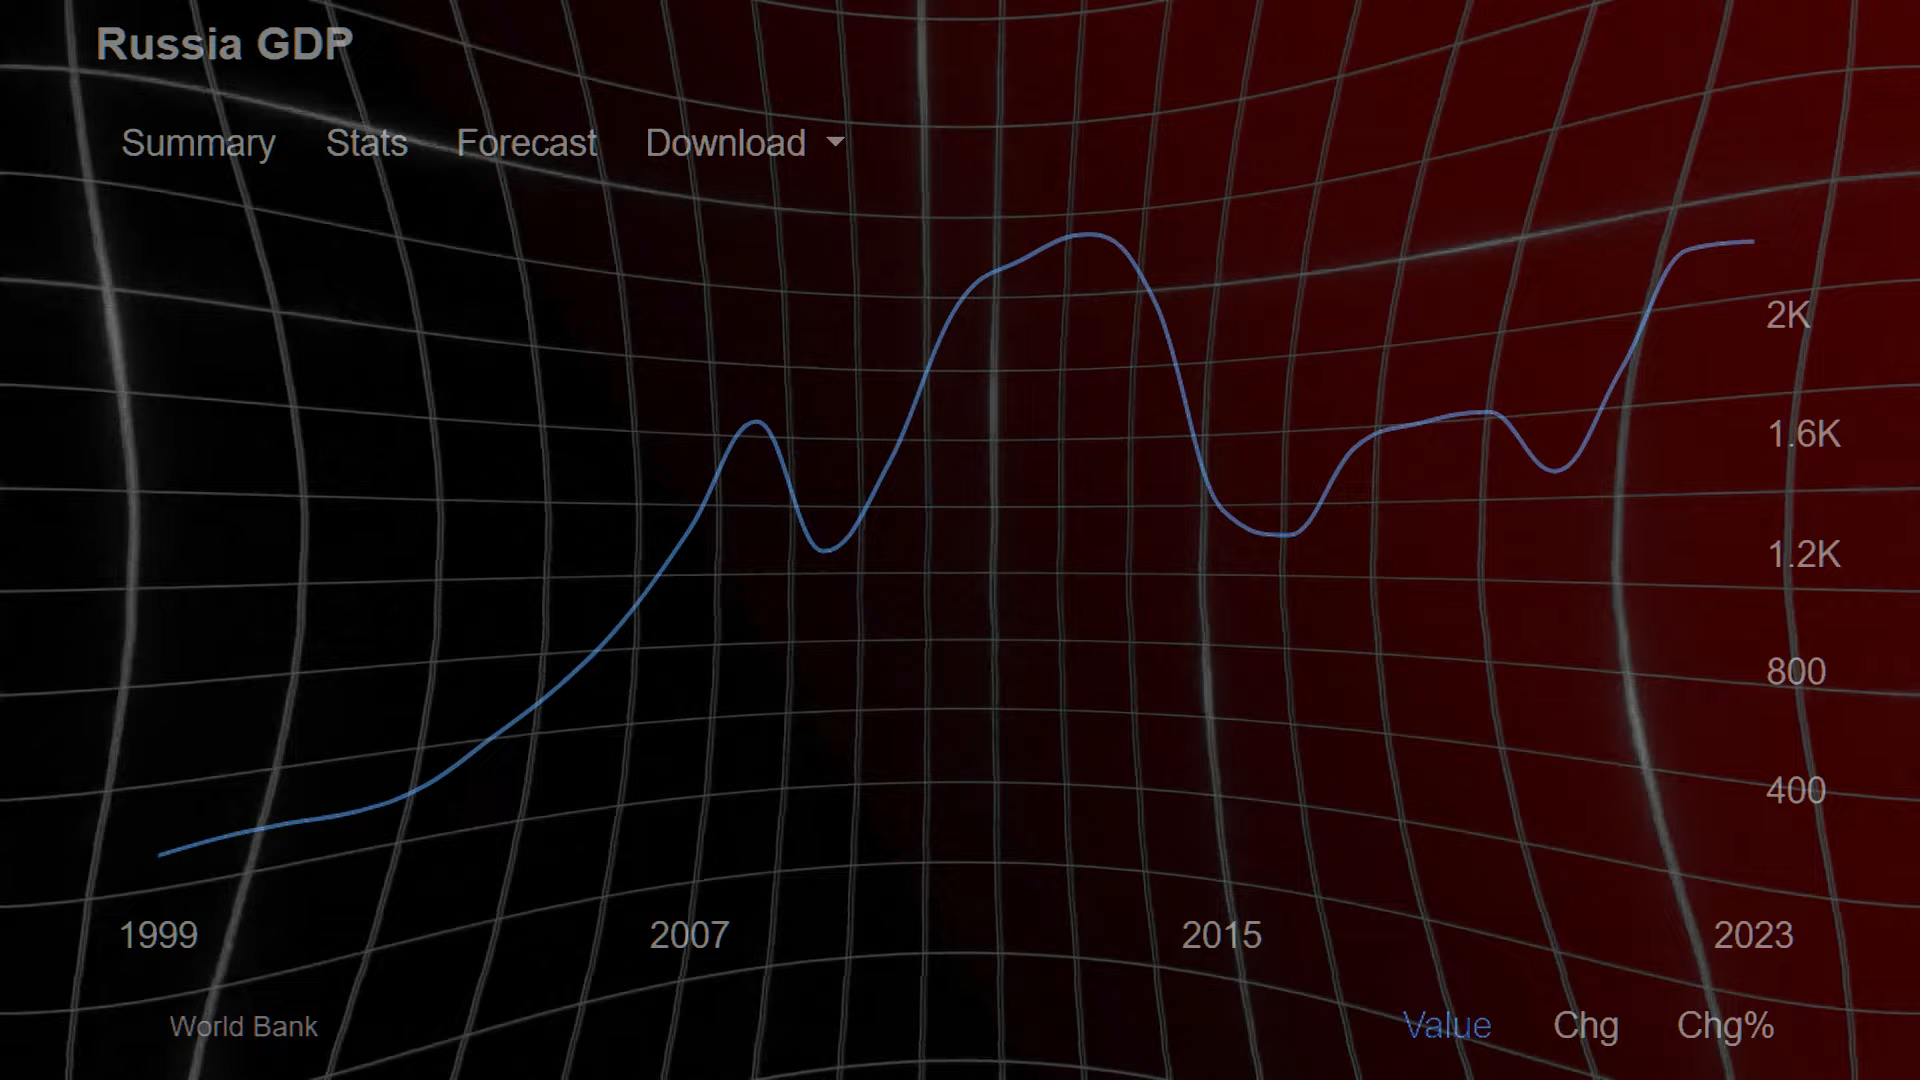 Russia GDP
Summary Stats Forecast Download
2K
1.6K
1.2K
800
400
1999 2007 2015 2023
World Bank Value Chg Chg%